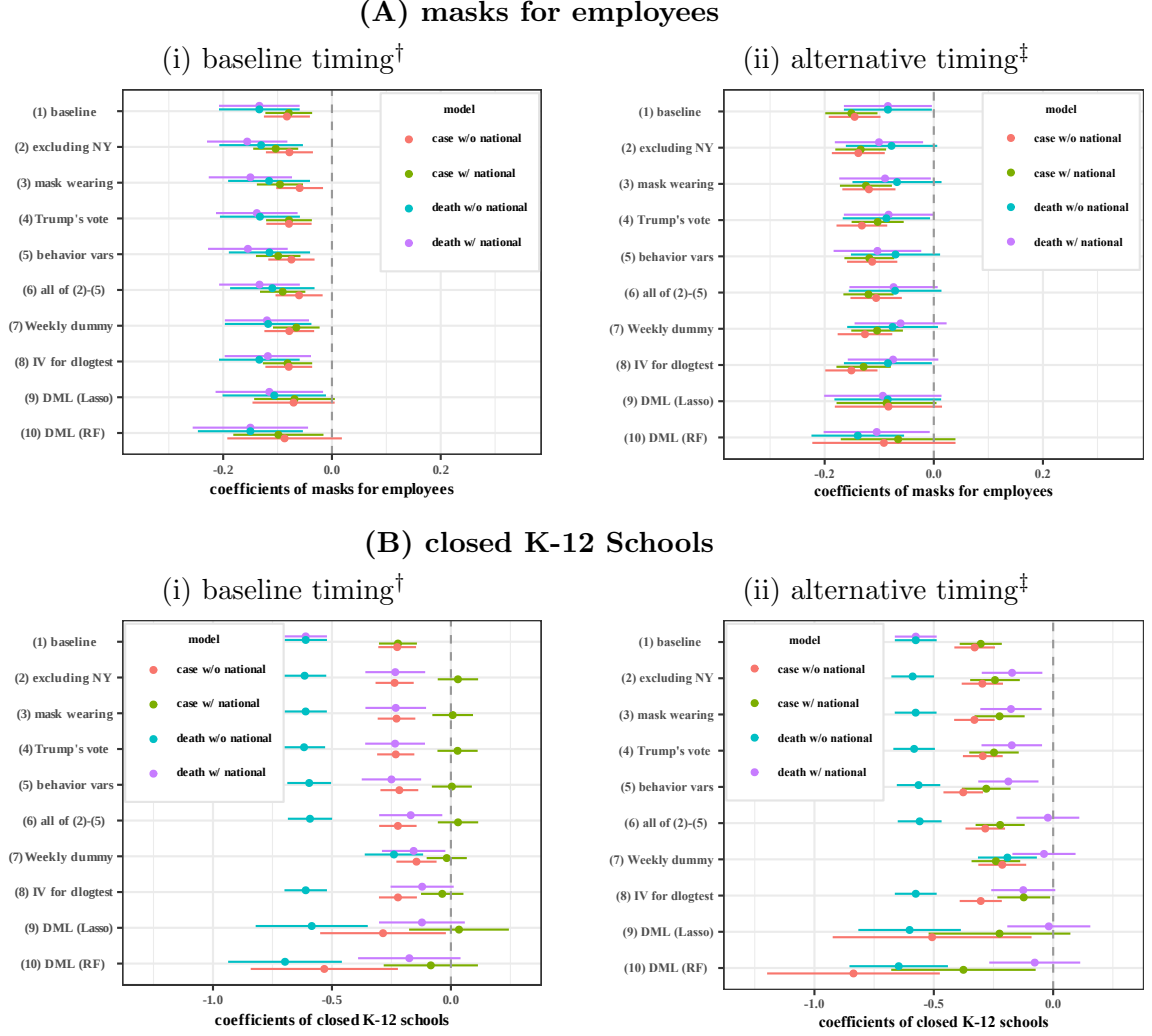 (A) masks for employees
(i) baseline timing†
(1) baseline
(2) excluding NY
(3) mask wearing
(4) Trump's vote
(5) behavior vars
(6) all of (2)-(5)
(7) Weekly dummy
(8) IV for dlogtest
(9) DML (Lasso)
(10) DML (RF)
model
case w/o national
case w/ national
death w/o national
death w/ national
-0.2 0.0 0.2
coefficients of masks for employees
(ii) alternative timing‡
(1) baseline
(2) excluding NY
(3) mask wearing
(4) Trump's vote
(5) behavior vars
(6) all of (2)-(5)
(7) Weekly dummy
(8) IV for dlogtest
(9) DML (Lasso)
(10) DML (RF)
model
case w/o national
case w/ national
death w/o national
death w/ national
-0.2 0.0 0.2
coefficients of masks for employees
(B) closed K-12 Schools
(i) baseline timing†
(1) baseline
(2) excluding NY
(3) mask wearing
(4) Trump's vote
(5) behavior vars
(6) all of (2)-(5)
(7) Weekly dummy
(8) IV for dlogtest
(9) DML (Lasso)
(10) DML (RF)
model
case w/o national
case w/ national
death w/o national
death w/ national
-1.0 -0.5 0.0
coefficients of closed K-12 schools
(ii) alternative timing‡
(1) baseline
(2) excluding NY
(3) mask wearing
(4) Trump's vote
(5) behavior vars
(6) all of (2)-(5)
(7) Weekly dummy
(8) IV for dlogtest
(9) DML (Lasso)
(10) DML (RF)
model
case w/o national
case w/ national
death w/o national
death w/ national
-1.0 -0.5 0.0
coefficients of closed K-12 schools